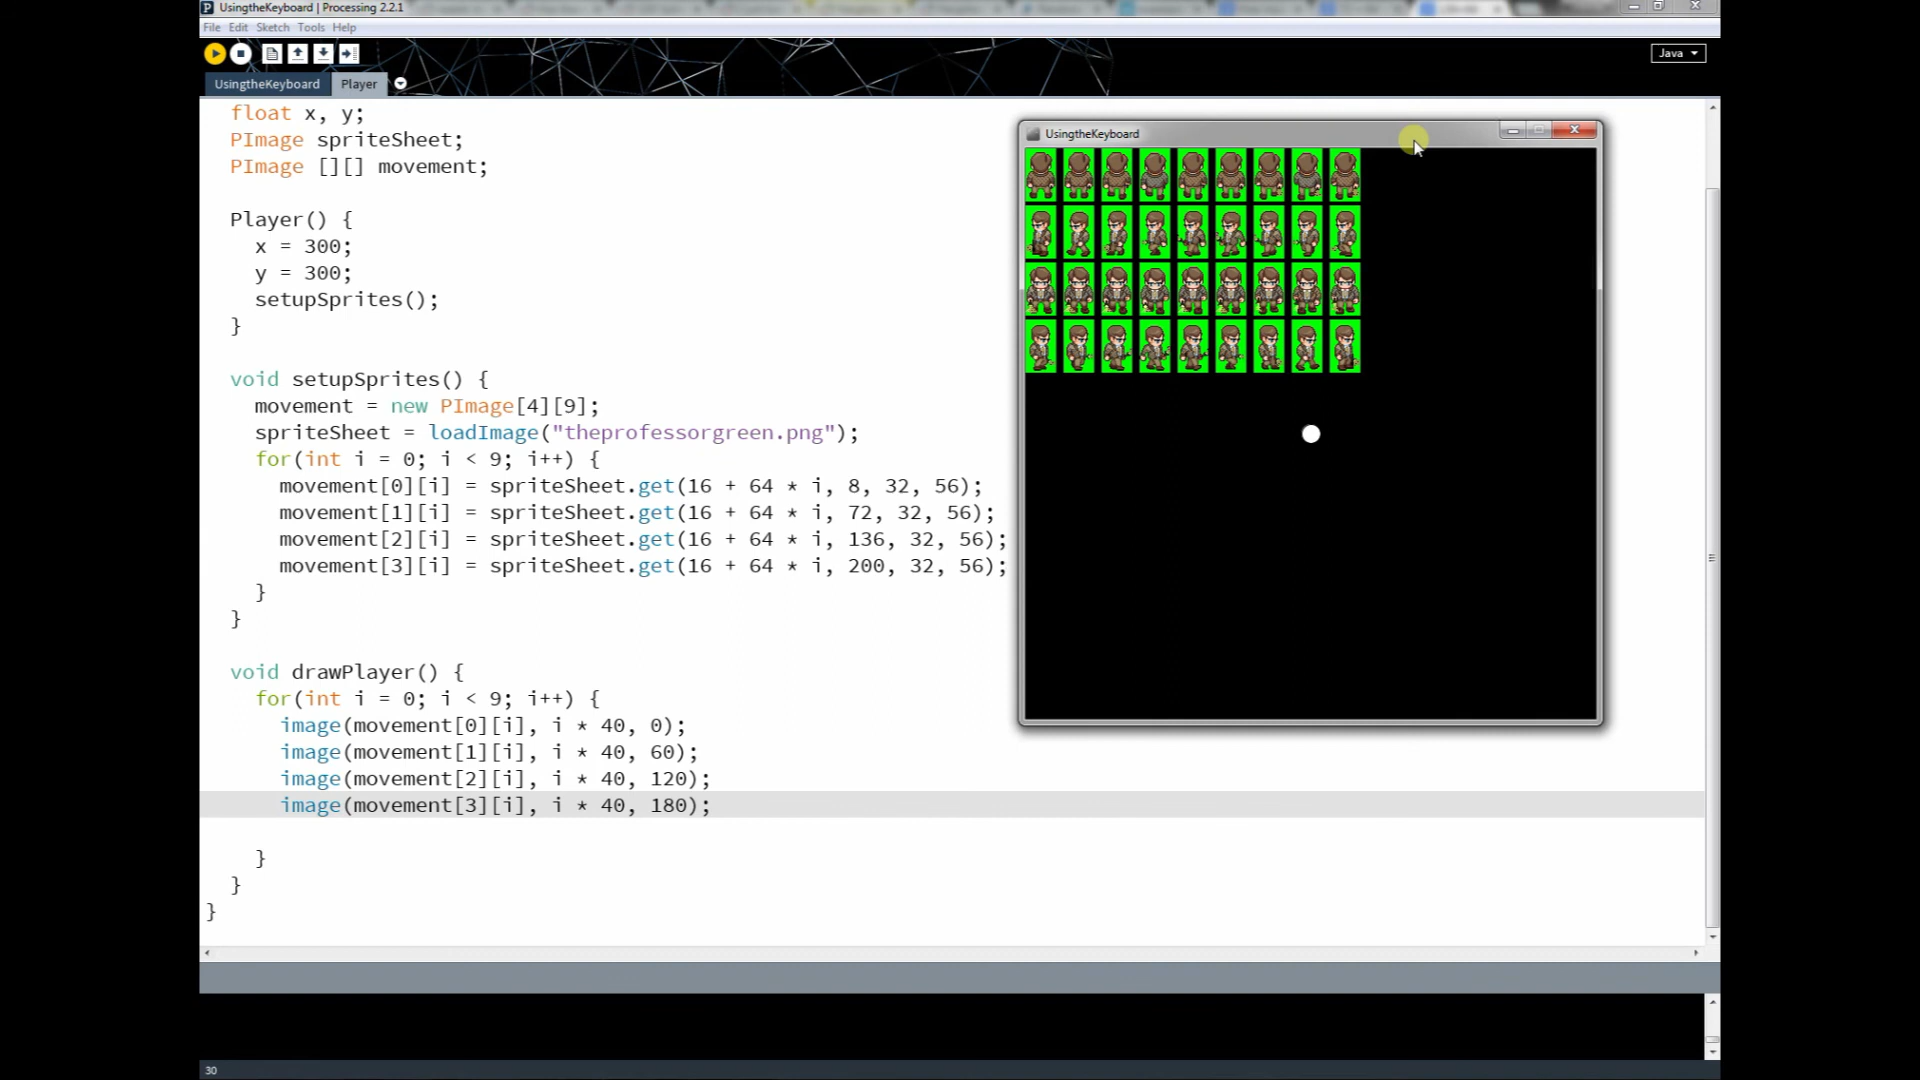 UsingtheKeyboard | Processing 2.2.1
File Edit Sketch Tools Help
Java
UsingtheKeyboard Player
float x, y;
PImage spriteSheet;
PImage [][] movement;
Player() {
x = 300;
y = 300;
setupSprites();
}
void setupSprites() {
movement = new PImage[4][9];
spriteSheet = loadImage("theprofessorgreen.png");
for(int i = 0; i < 9; i++) {
movement[0][i] = spriteSheet.get(16 + 64 * i, 8, 32, 56);
movement[1][i] = spriteSheet.get(16 + 64 * i, 72, 32, 56);
movement[2][i] = spriteSheet.get(16 + 64 * i, 136, 32, 56);
movement[3][i] = spriteSheet.get(16 + 64 * i, 200, 32, 56);
}
}
void drawPlayer() {
for(int i = 0; i < 9; i++) {
image(movement[0][i], i * 40, 0);
image(movement[1][i], i * 40, 60);
image(movement[2][i], i * 40, 120);
image(movement[3][i], i * 40, 180);
}
}
}
UsingtheKeyboard
30